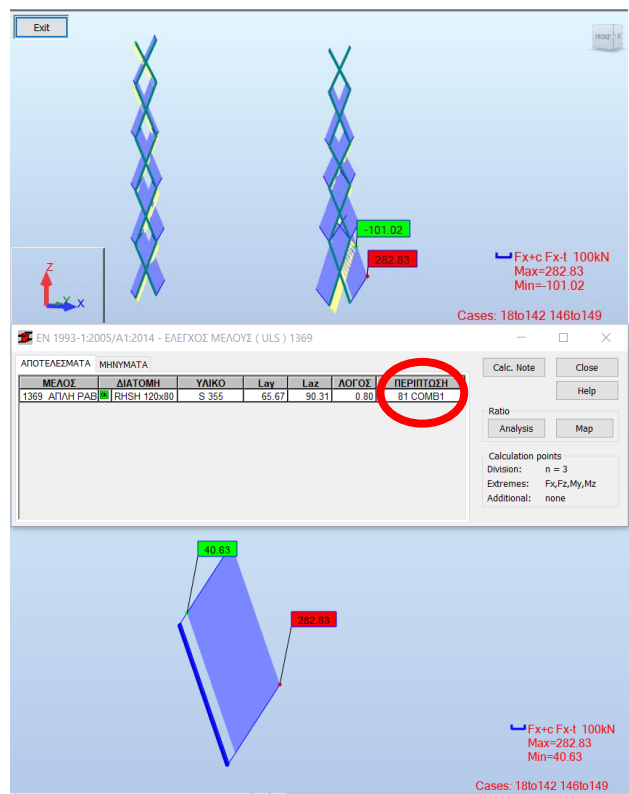 Exit
FRONT
-101.02
282.83
Fx+c Fx-t 100kN
Max=282.83
Min=-101.02
Cases: 18to142 146to149
Z
Y
X
EN 1993-1:2005/A1:2014 - ΕΛΕΓΧΟΣ ΜΕΛΟΥΣ ( ULS ) 1369
ΑΠΟΤΕΛΕΣΜΑΤΑ ΜΗΝΥΜΑΤΑ
ΜΕΛΟΣ ΔΙΑΤΟΜΗ ΥΛΙΚΟ Lay Laz ΛΟΓΟΣ ΠΕΡΙΠΤΩΣΗ
1369 ΑΠΛΗ ΡΑΒ OK RHSH 120x80 S 355 65.67 90.31 0.80 81 COMB1
Calc. Note Close
Help
Ratio
Analysis Map
Calculation points
Division: n = 3
Extremes: Fx,Fz,My,Mz
Additional: none
40.63
282.83
Fx+c Fx-t 100kN
Max=282.83
Min=40.63
Cases: 18to142 146to149